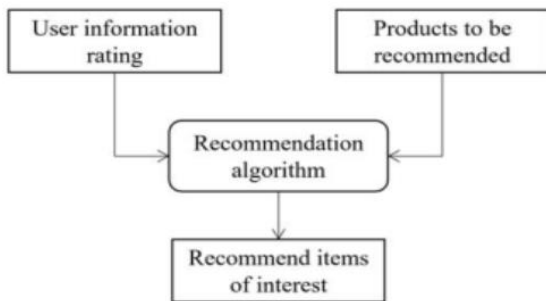 User information
rating
Products to be
recommended
Recommendation
algorithm
Recommend items
of interest